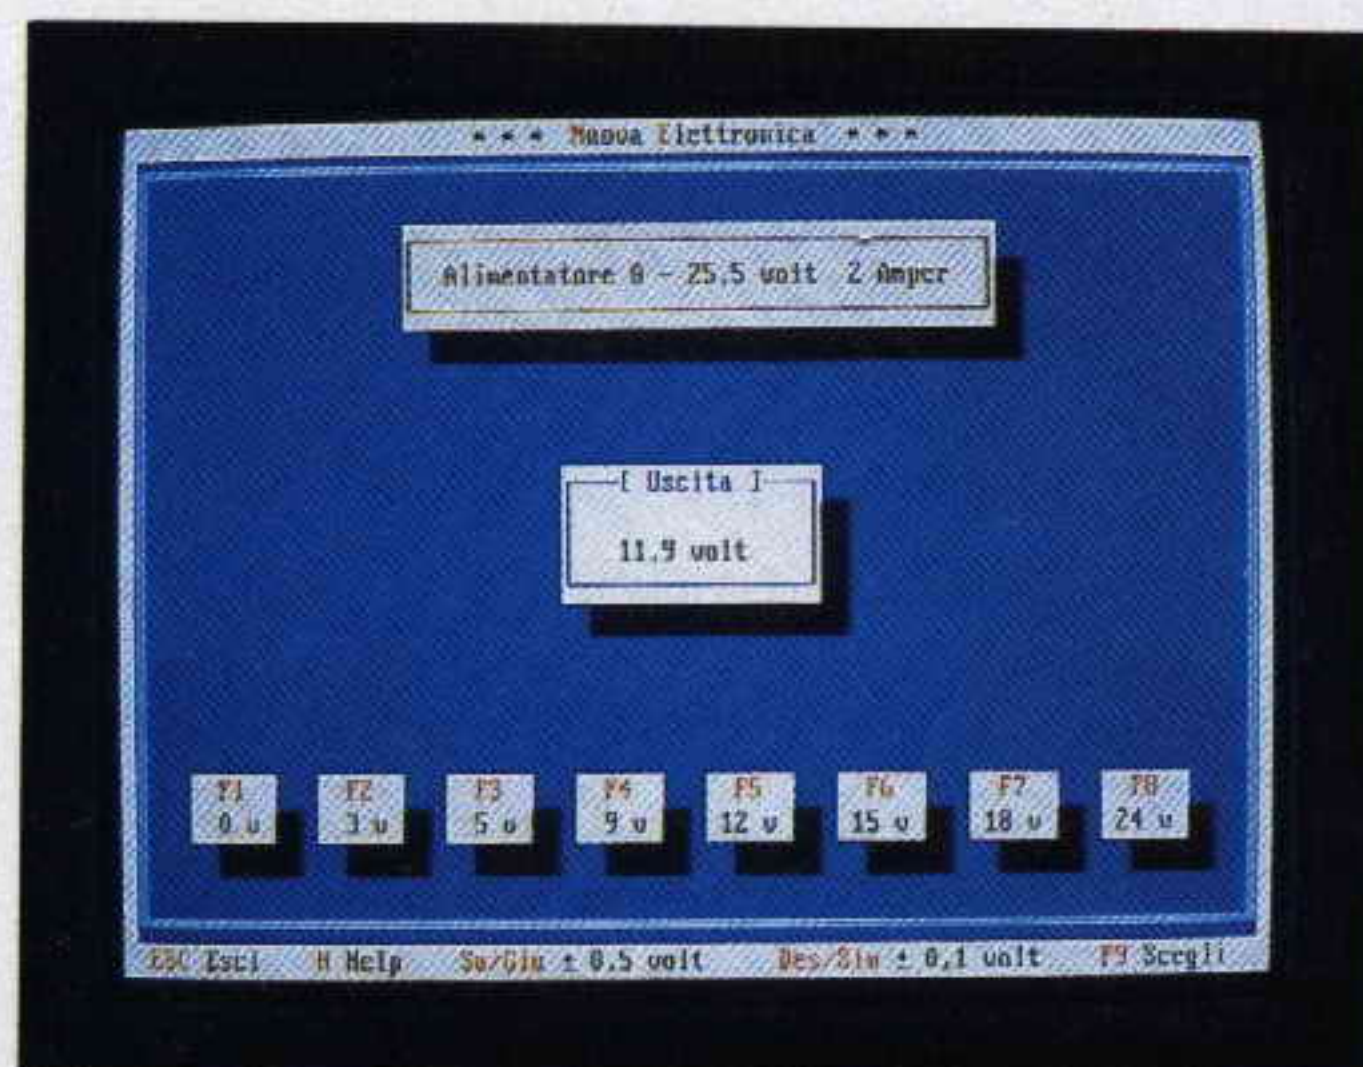 * * * Nuova Elettronica * * *
Alimentatore 0 - 25,5 volt 2 Amper
[ Uscita ]
11,9 volt
F1 F2 F3 F4 F5 F6 F7 F8
0 v 3 v 5 v 9 v 12 v 15 v 18 v 24 v
ESC Esci H Help Su/Giu ± 0,5 volt Des/Sin ± 0,1 volt F9 Scegli